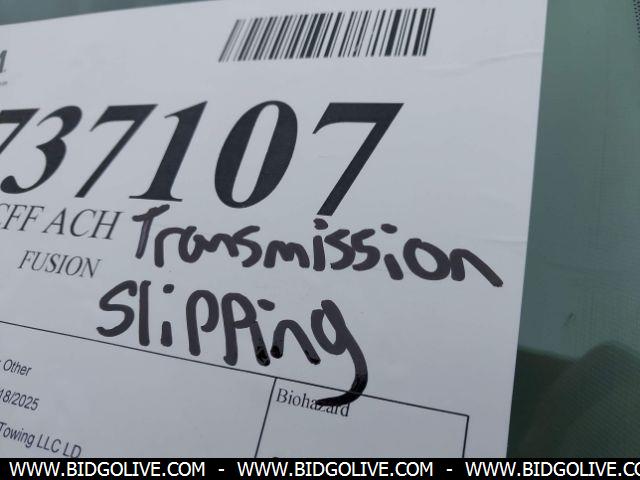 737107
CFF ACH
Transmission
FUSION
Slipping
Other
18/2025
Biohazard
Towing LLC LD
WWW.BIDGOLIVE.COM - WWW.BIDGOLIVE.COM - WWW.BIDGOLIVE.CO